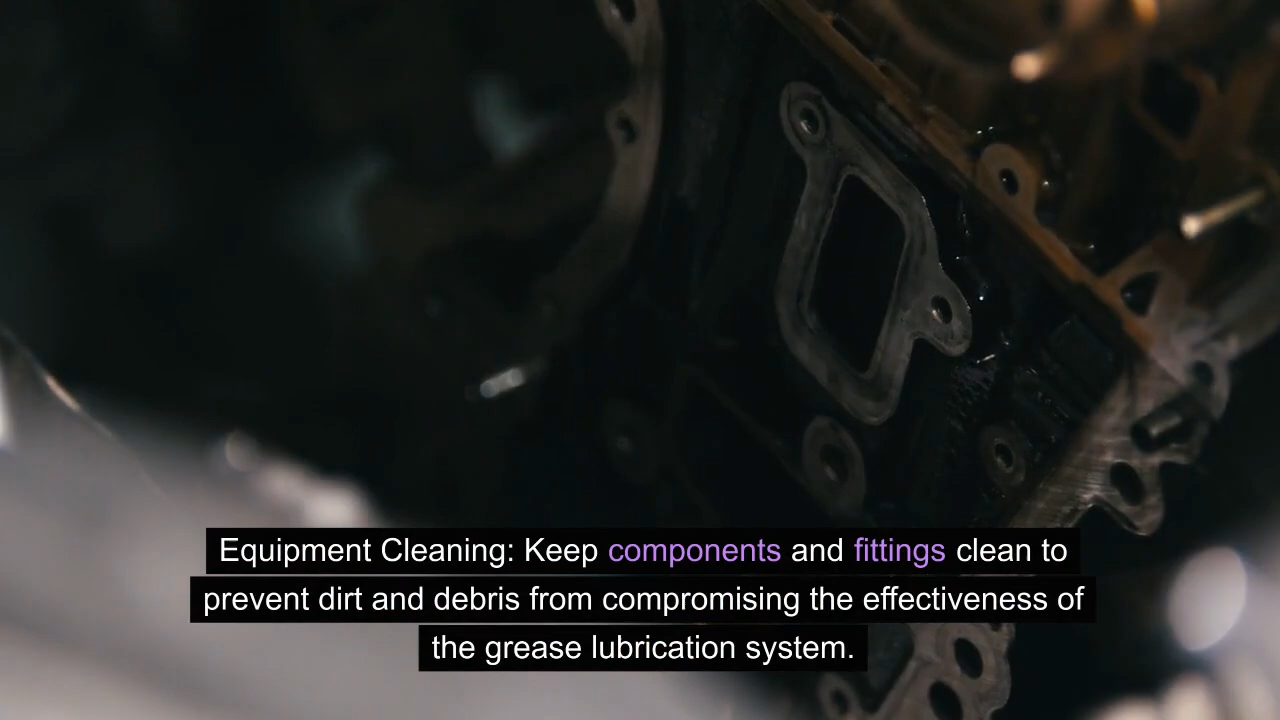 Equipment Cleaning: Keep components and fittings clean to
prevent dirt and debris from compromising the effectiveness of
the grease lubrication system.